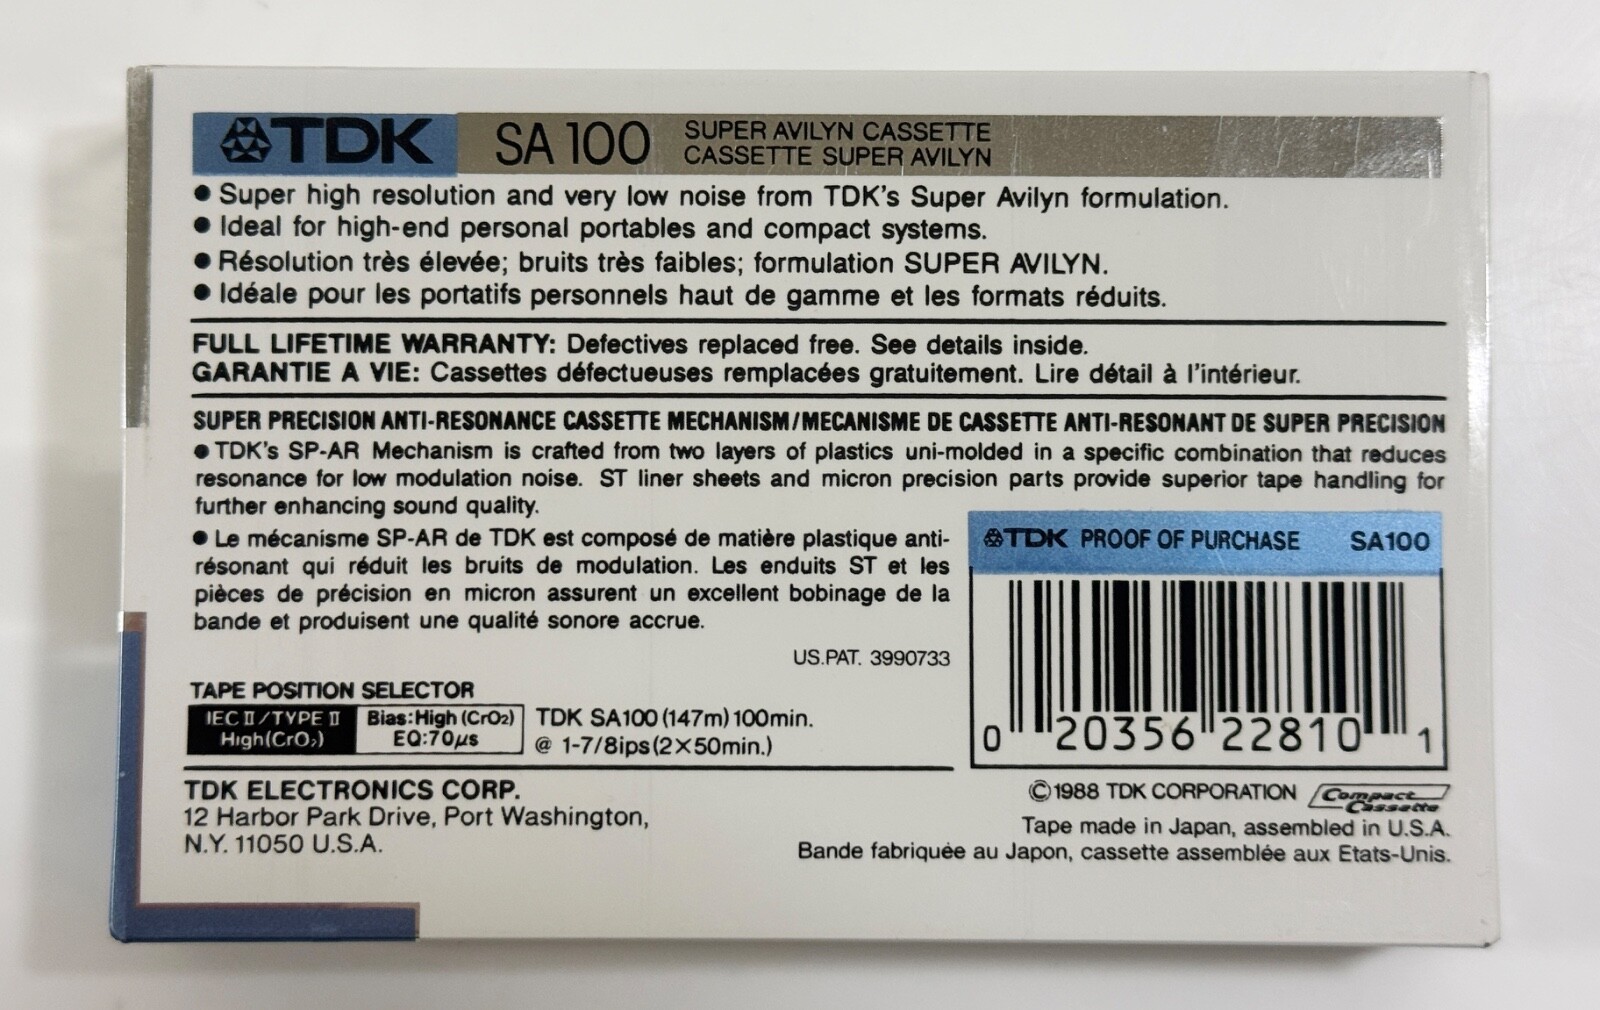 TDK SA 100 SUPER AVILYN CASSETTE
CASSETTE SUPER AVILYN
● Super high resolution and very low noise from TDK's Super Avilyn formulation.
● Ideal for high-end personal portables and compact systems.
● Résolution très élevée; bruits très faibles; formulation SUPER AVILYN.
● Idéale pour les portatifs personnels haut de gamme et les formats réduits.
FULL LIFETIME WARRANTY: Defectives replaced free. See details inside.
GARANTIE A VIE: Cassettes défectueuses remplacées gratuitement. Lire détail à l'intérieur.
SUPER PRECISION ANTI-RESONANCE CASSETTE MECHANISM/MECANISME DE CASSETTE ANTI-RESONANT DE SUPER PRECISION
● TDK's SP-AR Mechanism is crafted from two layers of plastics uni-molded in a specific combination that reduces
resonance for low modulation noise. ST liner sheets and micron precision parts provide superior tape handling for
further enhancing sound quality.
● Le mécanisme SP-AR de TDK est composé de matière plastique anti-
résonant qui réduit les bruits de modulation. Les enduits ST et les
pièces de précision en micron assurent un excellent bobinage de la
bande et produisent une qualité sonore accrue.
US.PAT. 3990733
TAPE POSITION SELECTOR
IEC II/TYPE II
High(CrO2)
Bias:High (CrO2)
EQ:70μs
TDK SA100 (147m) 100min.
@ 1-7/8ips (2×50min.)
TDK PROOF OF PURCHASE SA100
0 20356 22810 1
TDK ELECTRONICS CORP.
12 Harbor Park Drive, Port Washington,
N.Y. 11050 U.S.A.
©1988 TDK CORPORATION Compact Cassette
Tape made in Japan, assembled in U.S.A.
Bande fabriquée au Japon, cassette assemblée aux Etats-Unis.